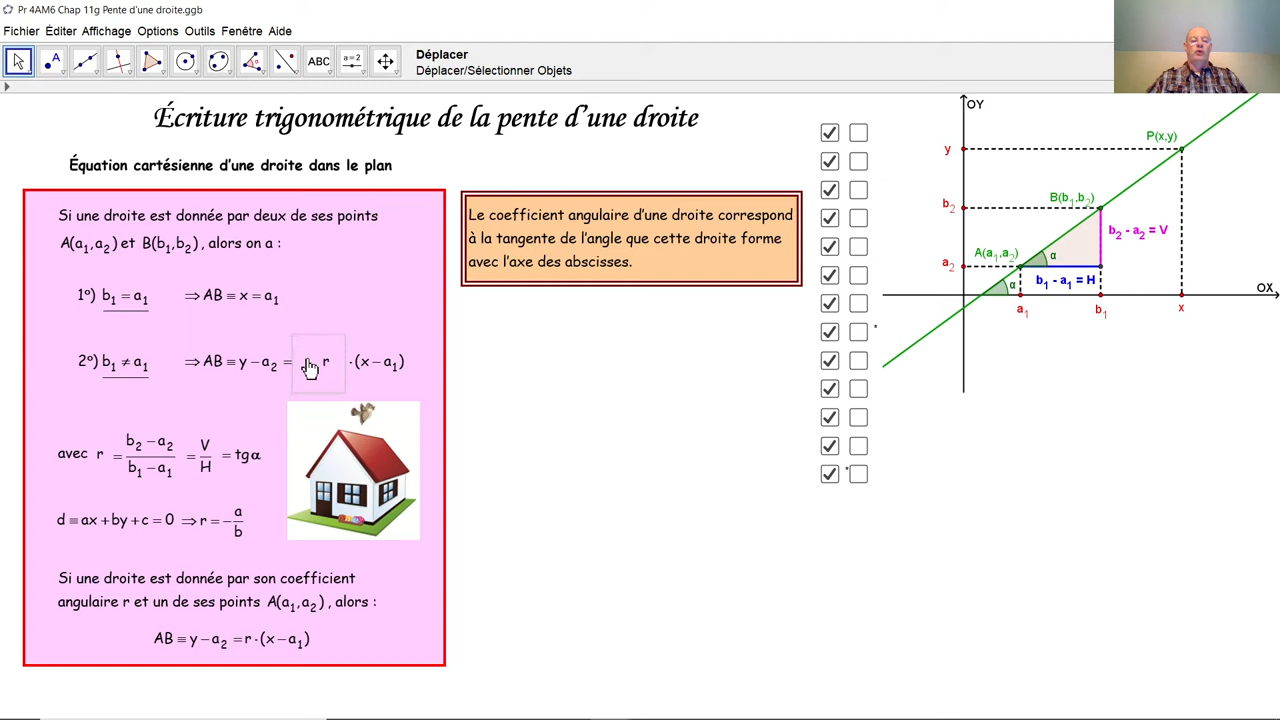 Pr 4AM6 Chap 11g Pente d'une droite.ggb
Fichier Éditer Affichage Options Outils Fenêtre Aide
A
ABC
a=2
Déplacer
Déplacer/Sélectionner Objets
Écriture trigonométrique de la pente d'une droite
Équation cartésienne d'une droite dans le plan
Si une droite est donnée par deux de ses points
A(a₁,a₂) et B(b₁,b₂), alors on a :
1°) b₁ = a₁ ⇒ AB ≡ x = a₁
2°) b₁ ≠ a₁ ⇒ AB ≡ y − a₂ = r · (x − a₁)
avec r = (b₂ − a₂)/(b₁ − a₁) = V/H = tg α
d ≡ ax + by + c = 0 ⇒ r = − a/b
Si une droite est donnée par son coefficient
angulaire r et un de ses points A(a₁,a₂), alors :
AB ≡ y − a₂ = r · (x − a₁)
Le coefficient angulaire d'une droite correspond
à la tangente de l'angle que cette droite forme
avec l'axe des abscisses.
*
*
OY
P(x,y)
y
B(b₁,b₂)
b₂
b₂ - a₂ = V
A(a₁,a₂)
α
a₂
b₁ - a₁ = H
α
OX
a₁
b₁
x